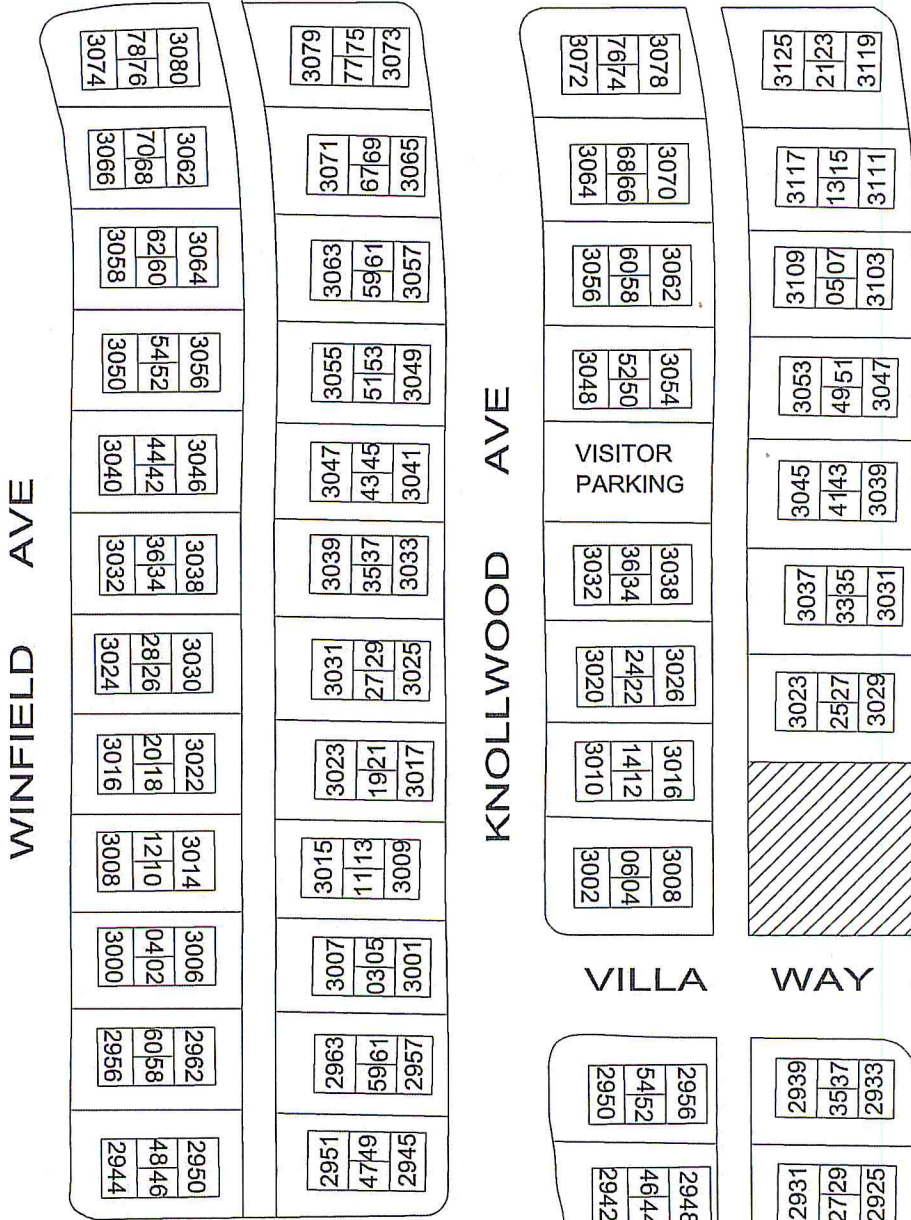 WINFIELD AVE
3074 7876 3080
3066 7068 3062
3058 6260 3064
3050 5452 3056
3040 4442 3046
3032 3634 3038
3024 2826 3030
3016 2018 3022
3008 1210 3014
3000 0402 3006
2956 6058 2962
2944 4846 2950
3079 7775 3073
3071 6769 3065
3063 5961 3057
3055 5153 3049
3047 4345 3041
3039 3537 3033
3031 2729 3025
3023 1921 3017
3015 1113 3009
3007 0305 3001
2963 5961 2957
2951 4749 2945
KNOLLWOOD AVE
3072 7674 3078
3064 6866 3070
3056 6058 3062
3048 5250 3054
VISITOR
PARKING
3032 3634 3038
3020 2422 3026
3010 1412 3016
3002 0604 3008
3125 2123 3119
3117 1315 3111
3109 0507 3103
3053 4951 3047
3045 4143 3039
3037 3335 3031
3023 2527 3029
VILLA WAY
2950 5452 2956
2942 4644 2948
2939 3537 2933
2931 2729 2925